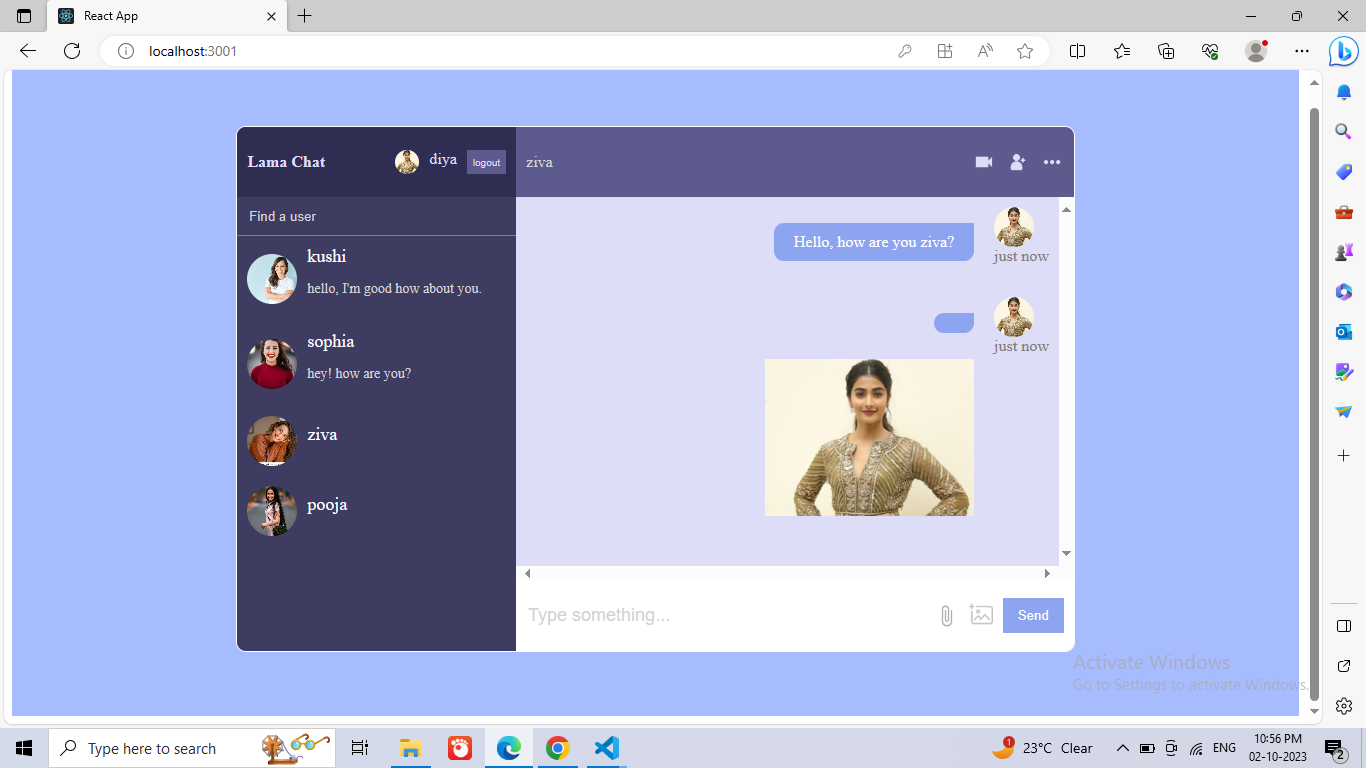 React App
localhost:3001
Lama Chat
diya
logout
ziva
Find a user
kushi
hello, I'm good how about you.
sophia
hey! how are you?
ziva
pooja
Hello, how are you ziva?
just now
just now
Type something...
Send
Activate Windows
Go to Settings to activate Windows.
Type here to search
1
23°C Clear
ENG
10:56 PM
02-10-2023
2